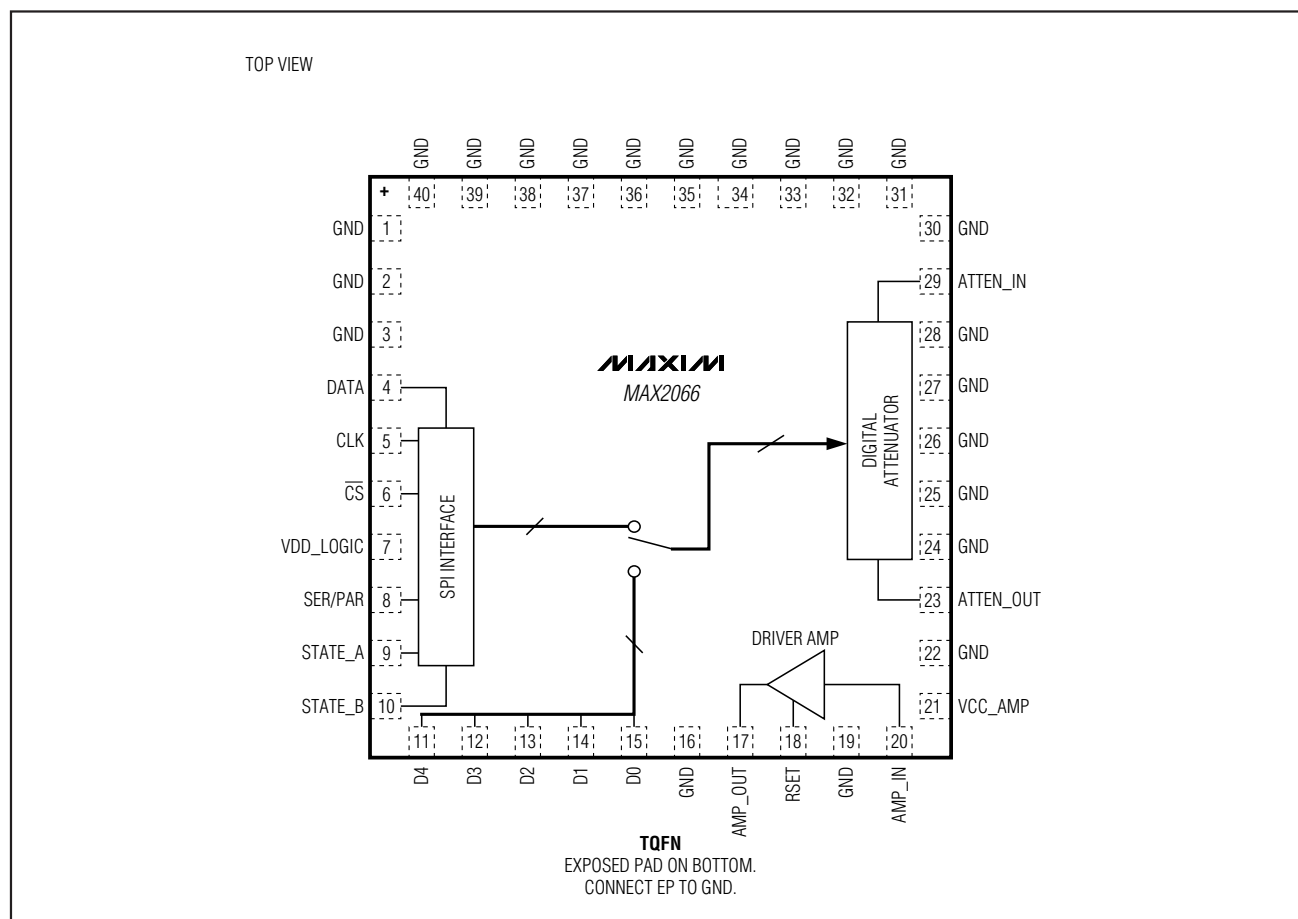 TOP VIEW
GND GND GND GND GND GND GND GND GND GND
+ 40 39 38 37 36 35 34 33 32 31
GND 1
GND 2
GND 3
DATA 4
CLK 5
CS 6
VDD_LOGIC 7
SER/PAR 8
STATE_A 9
STATE_B 10
SPI INTERFACE
MAXIM
MAX2066
30 GND
29 ATTEN_IN
28 GND
27 GND
26 GND
25 GND
24 GND
23 ATTEN_OUT
22 GND
21 VCC_AMP
DIGITAL
ATTENUATOR
DRIVER AMP
11 12 13 14 15 16 17 18 19 20
D4 D3 D2 D1 D0 GND AMP_OUT RSET GND AMP_IN
TQFN
EXPOSED PAD ON BOTTOM.
CONNECT EP TO GND.